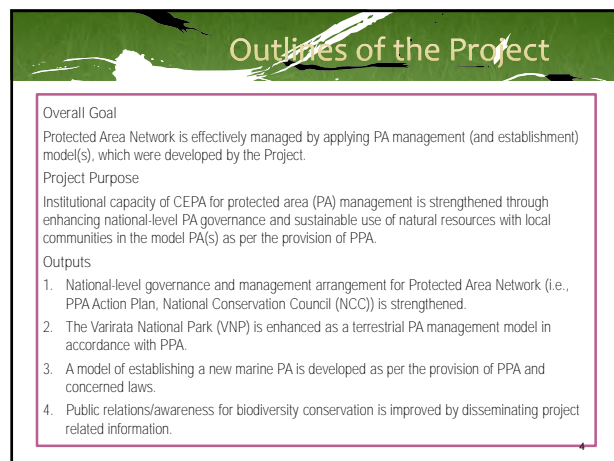 Outlines of the Project
Overall Goal
Protected Area Network is effectively managed by applying PA management (and establishment)
model(s), which were developed by the Project.
Project Purpose
Institutional capacity of CEPA for protected area (PA) management is strengthened through
enhancing national-level PA governance and sustainable use of natural resources with local
communities in the model PA(s) as per the provision of PPA.
Outputs
1. National-level governance and management arrangement for Protected Area Network (i.e.,
PPA Action Plan, National Conservation Council (NCC)) is strengthened.
2. The Varirata National Park (VNP) is enhanced as a terrestrial PA management model in
accordance with PPA.
3. A model of establishing a new marine PA is developed as per the provision of PPA and
concerned laws.
4. Public relations/awareness for biodiversity conservation is improved by disseminating project
related information.
4